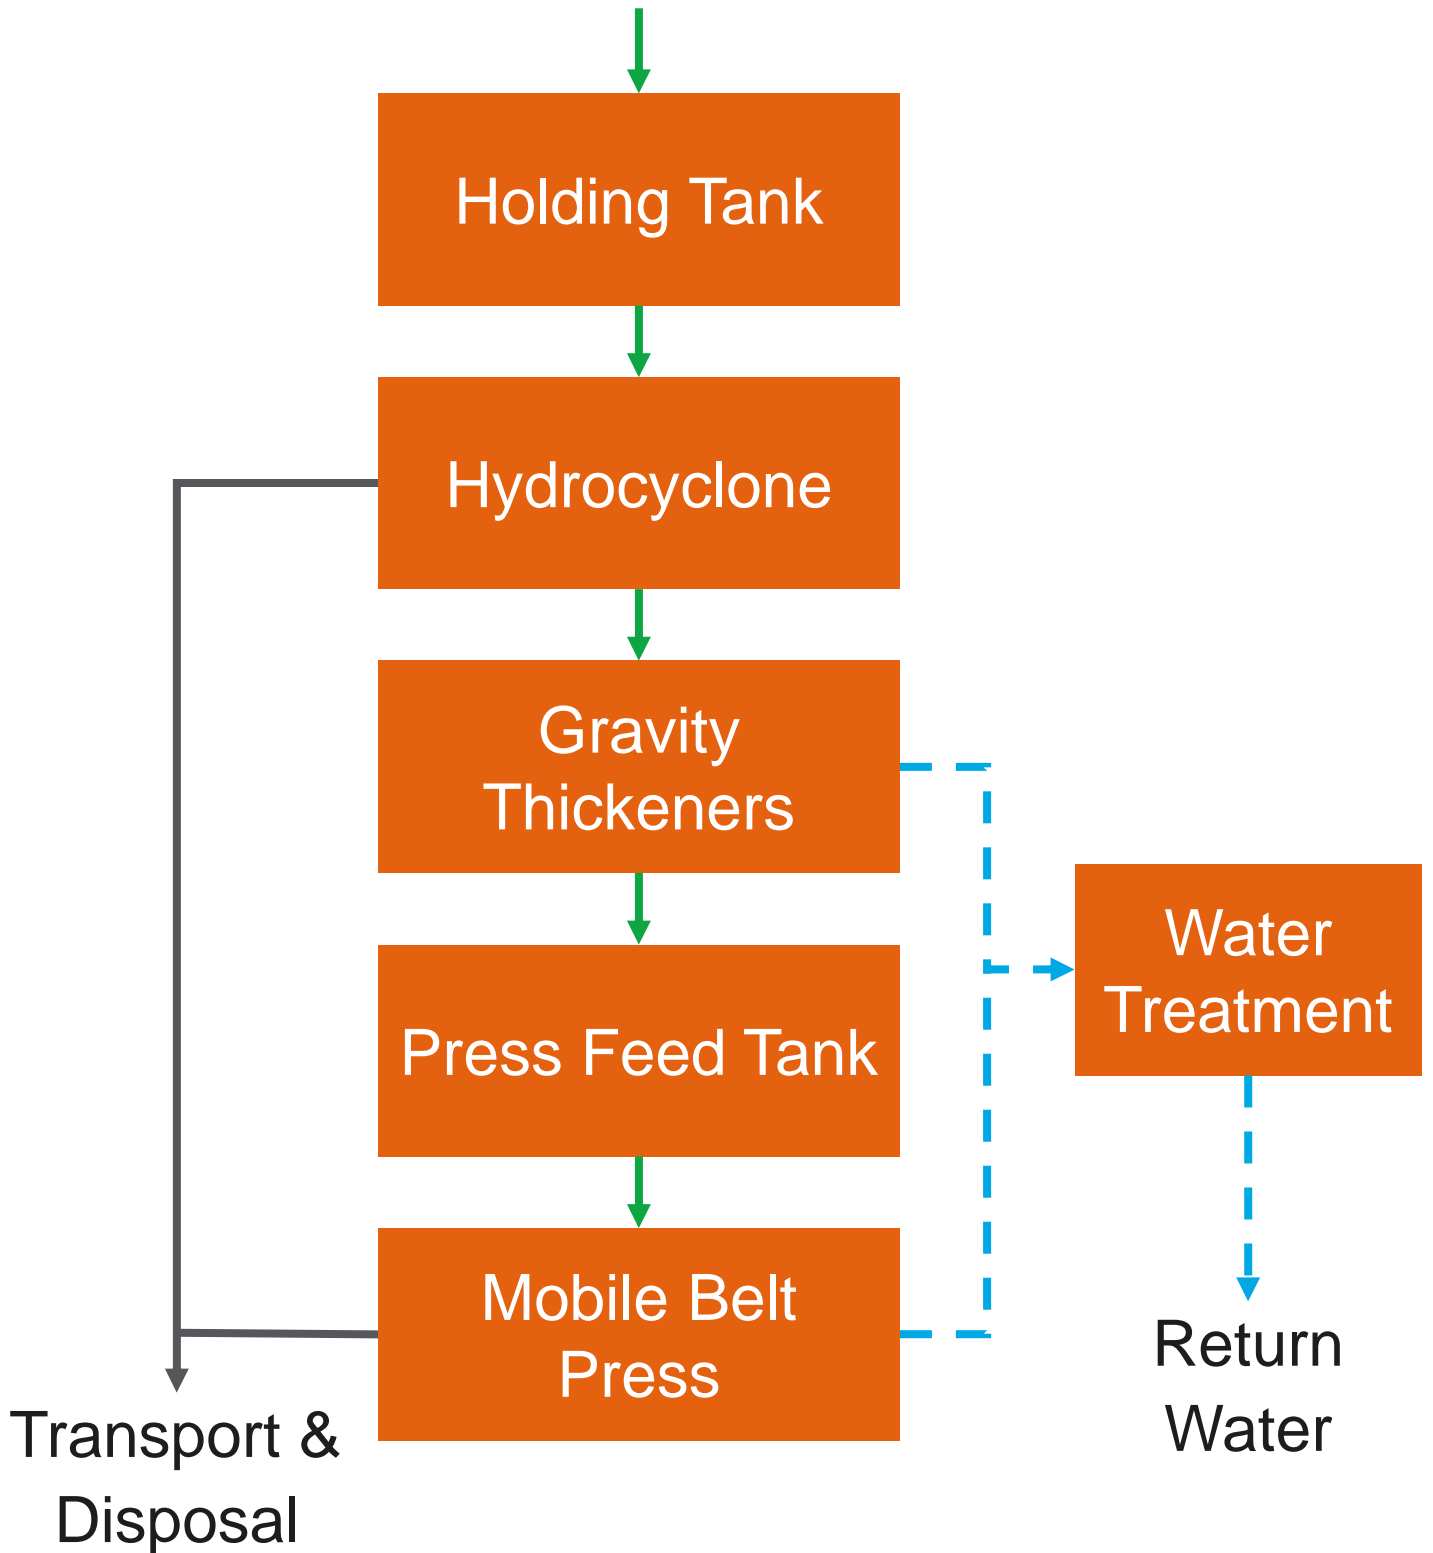 Holding Tank
Hydrocyclone
Gravity
Thickeners
Water
Treatment
Press Feed Tank
Mobile Belt
Press
Return
Water
Transport &
Disposal